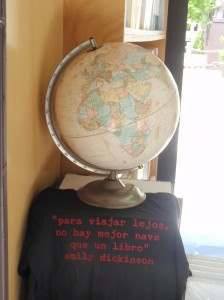 "para viajar lejos,
no hay mejor nave
que un libro"
emily dickinson